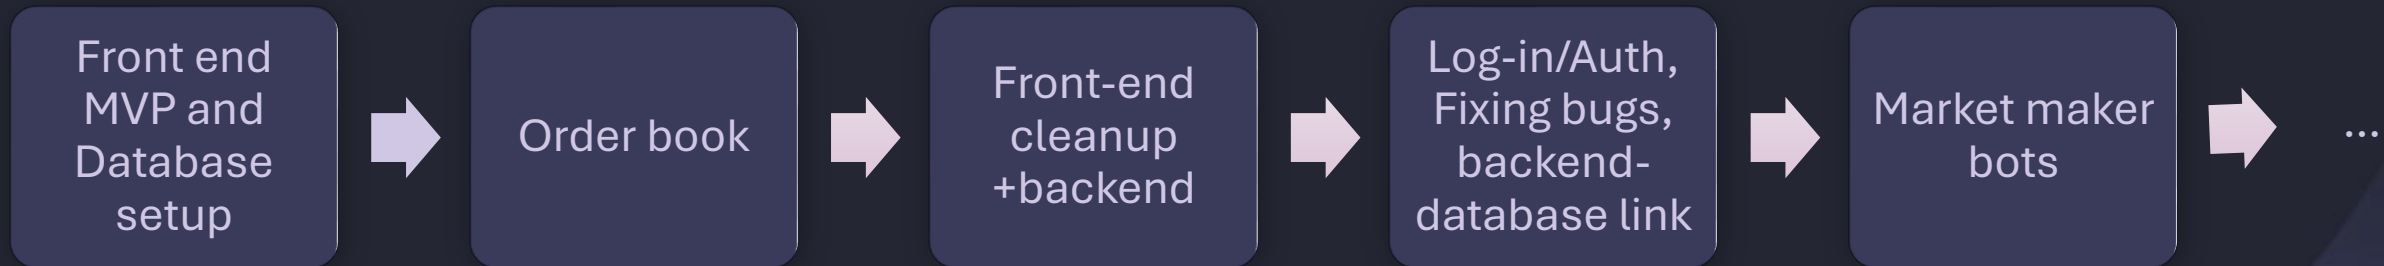 Front end
MVP and
Database
setup
Order book
Front-end
cleanup
+backend
Log-in/Auth,
Fixing bugs,
backend-
database link
Market maker
bots
...